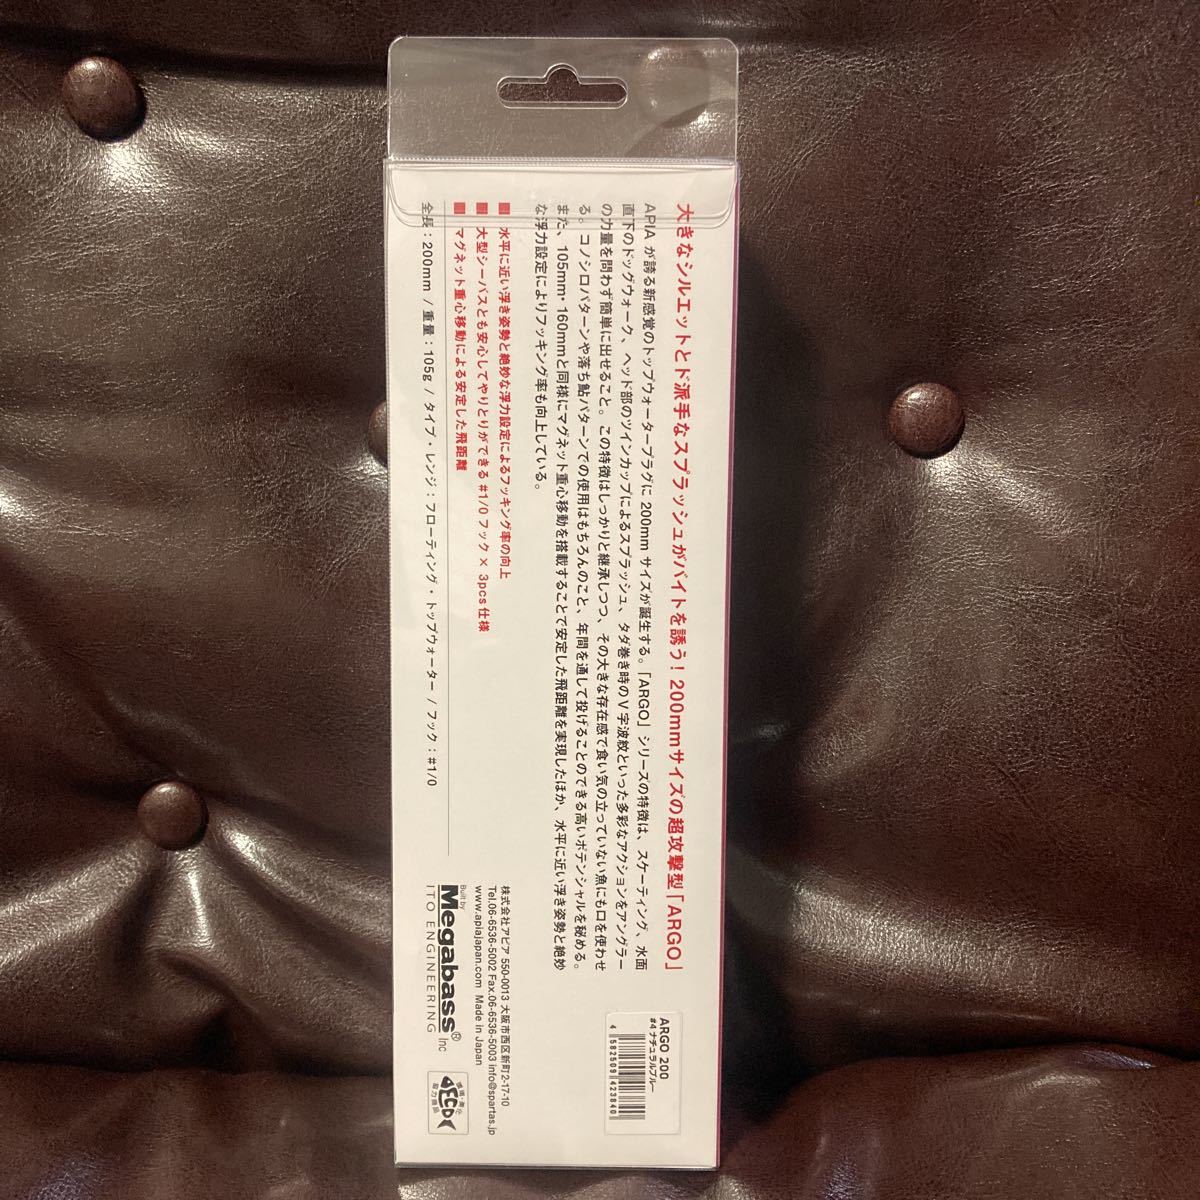 大きなシルエットとド派手なスプラッシュがバイトを誘う！200mmサイズの超攻撃型「ARGO」
APIA が誇る新感覚のトップウォータープラグに 200mm サイズが誕生する。「ARGO」シリーズの特徴は、スケーティング、水面
直下のドッグウォーク、ヘッド部のツインカップによるスプラッシュ、タダ巻き時のV字波紋といった多彩なアクションをアングラー
の力量を問わず簡単に出せること。この特徴はしっかりと継承しつつ、その大きな存在感で食い気の立っていない魚にも口を使わせ
る。コノシロパターンや落ち鮎パターンでの使用はもちろんのこと、年間を通して投げることのできる高いポテンシャルを秘める。
また、105mm・160mmと同様にマグネット重心移動を搭載することで安定した飛距離を実現したほか、水平に近い浮き姿勢と絶妙
な浮力設定によりフッキング率も向上している。
水平に近い浮き姿勢と絶妙な浮力設定によるフッキング率の向上
大型シーバスとも安心してやりとりができる #1/0 フック × 3pcs 仕様
マグネット重心移動による安定した飛距離
全長：200mm / 重量：105g / タイプ・レンジ：フローティング・トップウォーター / フック：#1/0
株式会社アピア 550-0013 大阪市西区新町2-17-10
Tel.06-6536-5002 Fax.06-6536-5003 info@spartas.jp
www.apiajapan.com Made in Japan
Built by
Megabass® Inc
ITO ENGINEERING
ARGO 200
#4 ナチュラルブルー
4 582509 423840
ECO